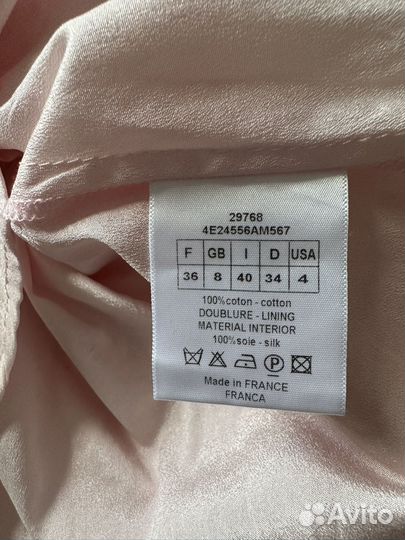 29768
4E24556AM567
F GB I D USA
36 8 40 34 4
100%coton - cotton
DOUBLURE - LINING
MATERIAL INTERIOR
100%soie - silk
P
Made in FRANCE
FRANCA
Avito